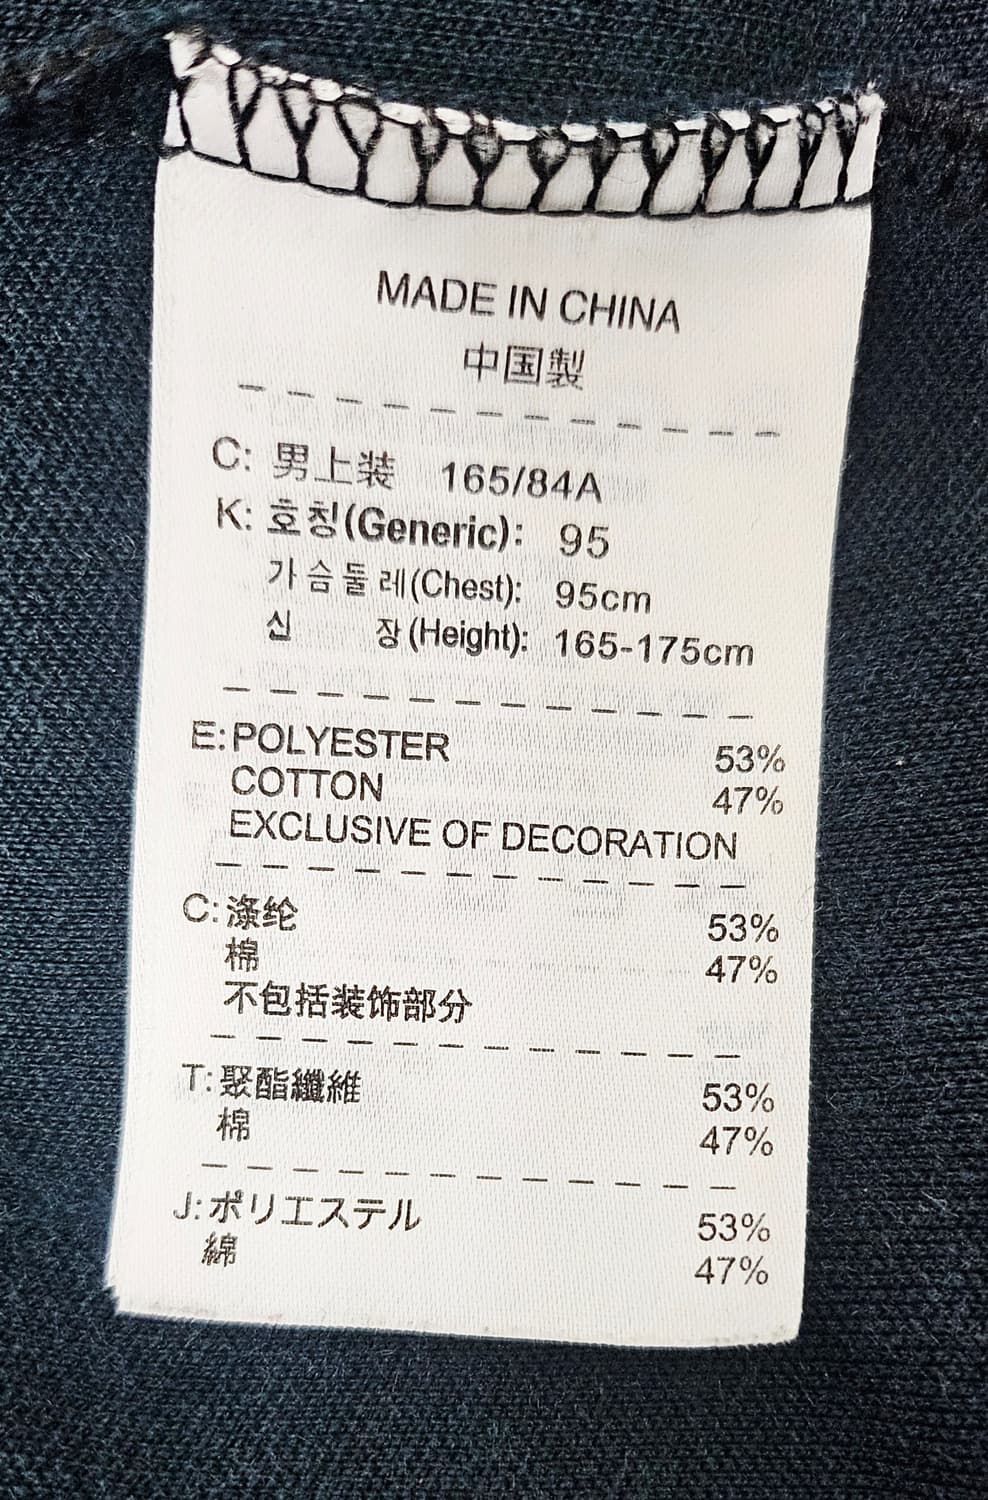 MADE IN CHINA
中国製
C: 男上装 165/84A
K: 호칭(Generic): 95
가슴둘레(Chest): 95cm
신 장(Height): 165-175cm
E: POLYESTER 53%
COTTON 47%
EXCLUSIVE OF DECORATION
C: 涤纶 53%
棉 47%
不包括装饰部分
T: 聚酯纖維 53%
棉 47%
J: ポリエステル 53%
綿 47%